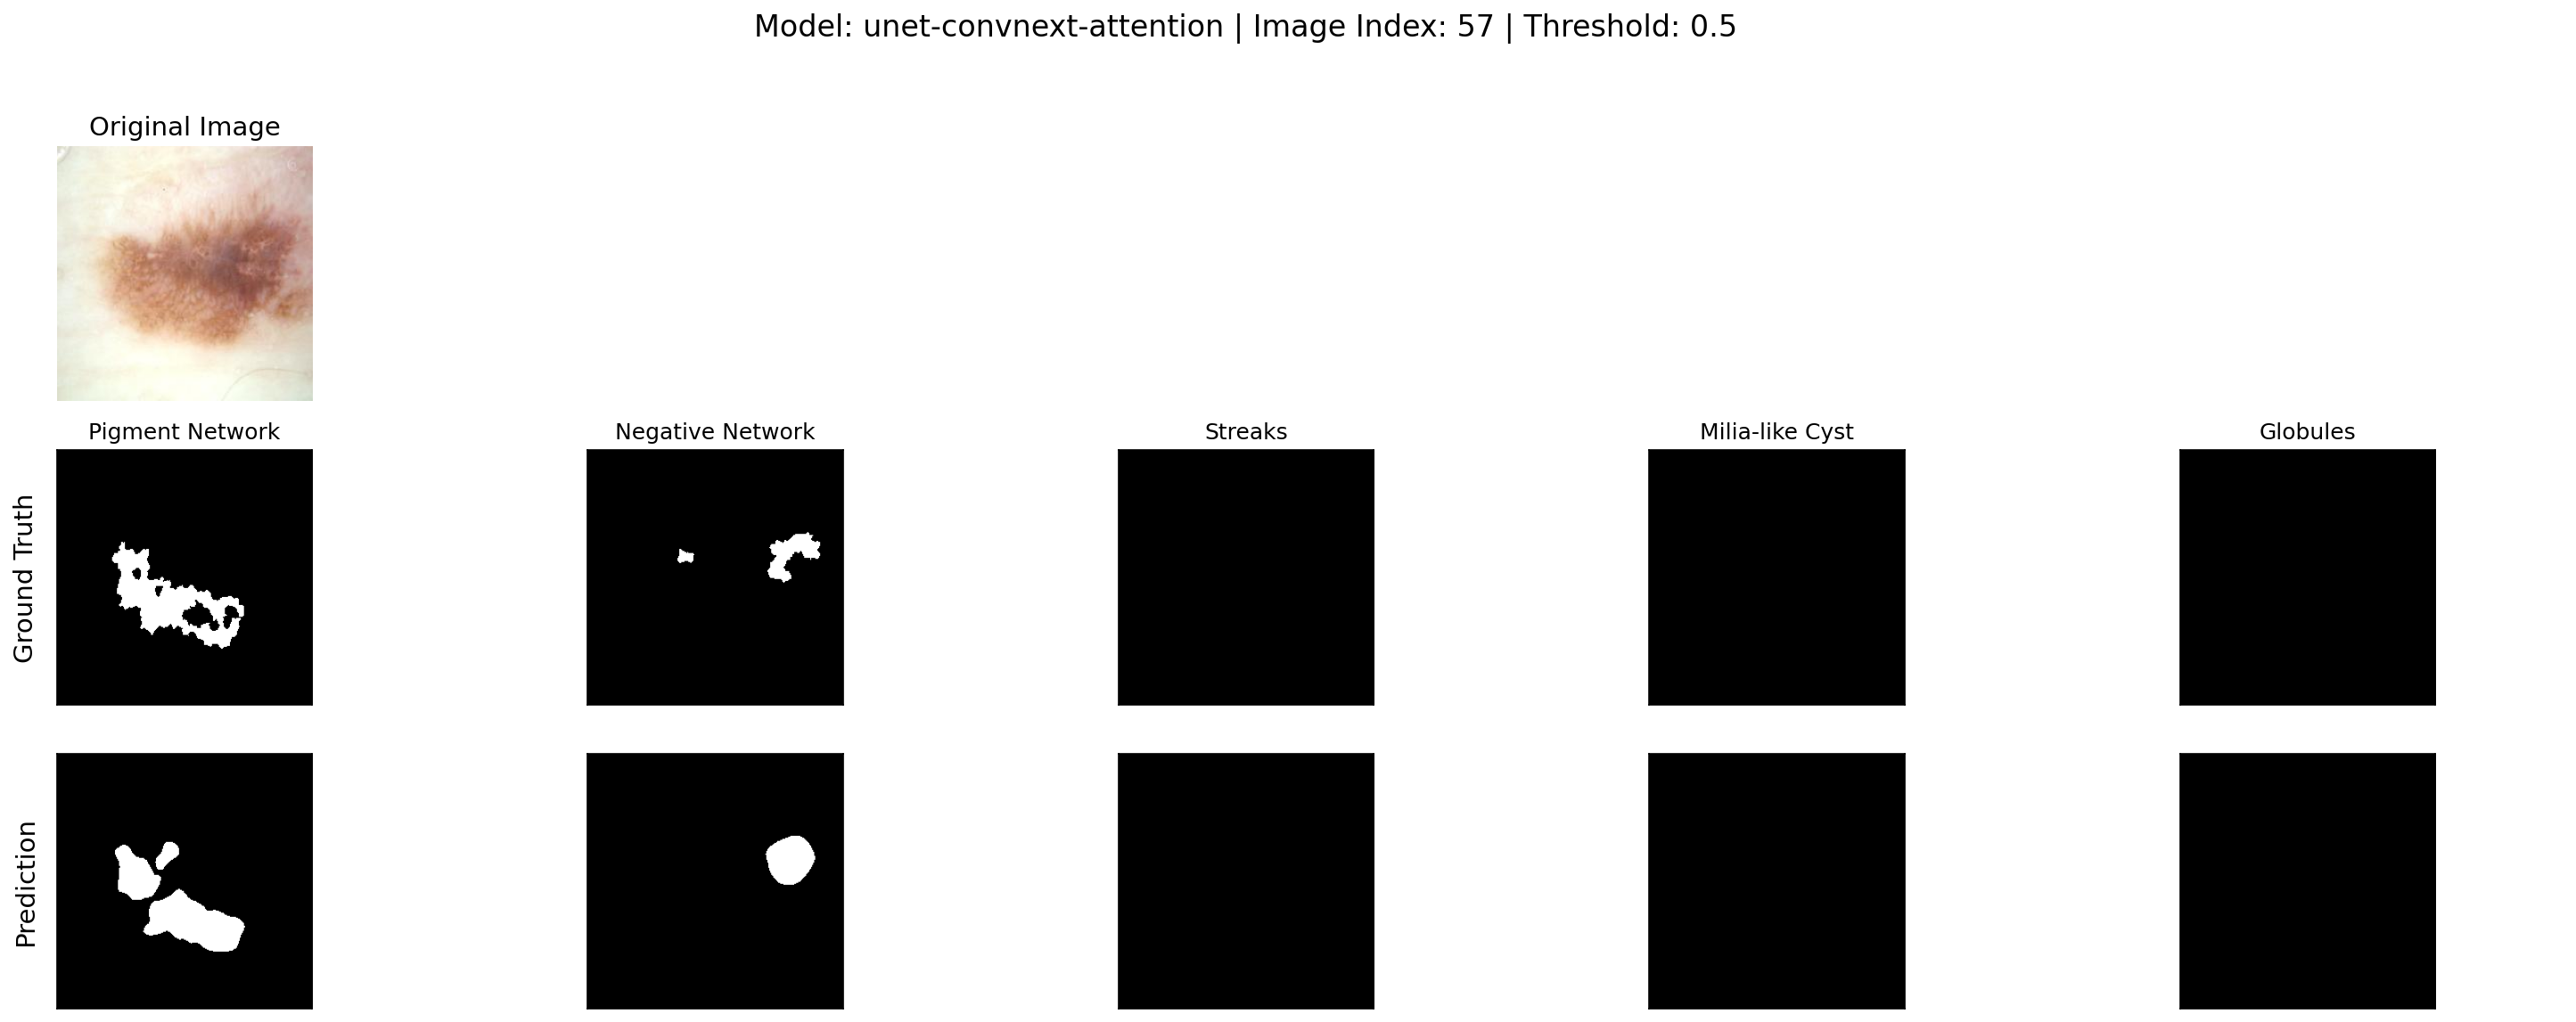 Model: unet-convnext-attention | Image Index: 57 | Threshold: 0.5
Original Image
Pigment Network
Negative Network
Streaks
Milia-like Cyst
Globules
Ground Truth
Prediction